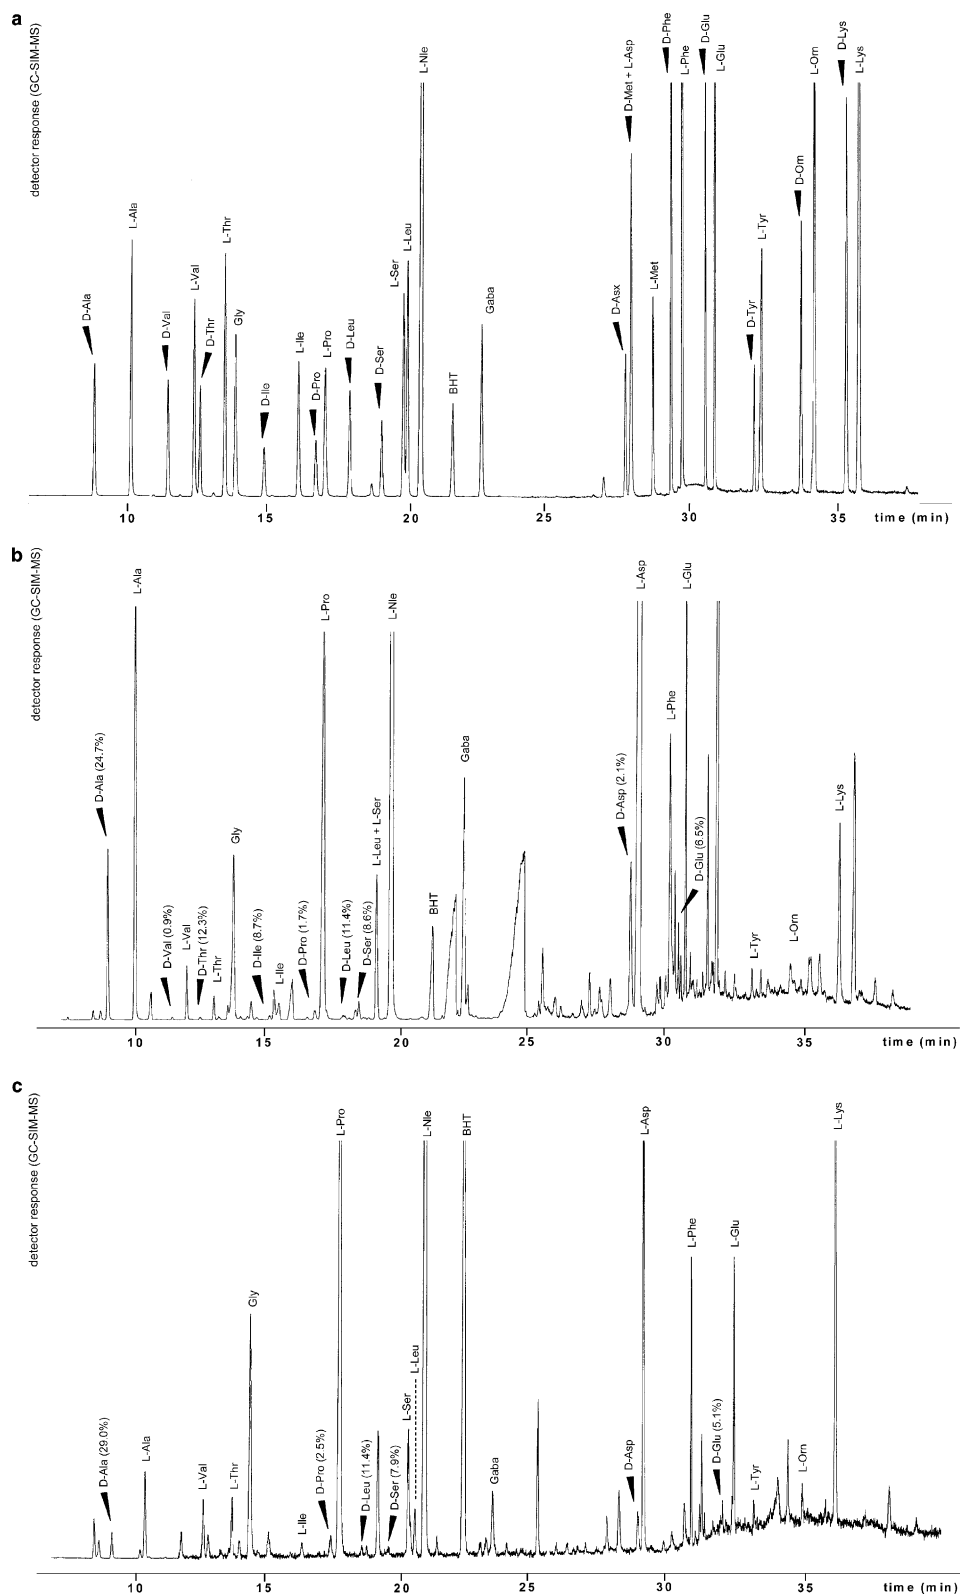 a
detector response (GC-SIM-MS)
D-Ala
L-Ala
D-Val
L-Val
D-Thr
L-Thr
Gly
D-Ile
L-Ile
D-Pro
L-Pro
D-Leu
D-Ser
L-Ser
L-Leu
L-Nle
BHT
Gaba
D-Asx
D-Met + L-Asp
L-Met
D-Phe
L-Phe
D-Glu
L-Glu
D-Tyr
L-Tyr
D-Orn
L-Orn
D-Lys
L-Lys
10 15 20 25 30 35 time (min)
b
detector response (GC-SIM-MS)
D-Ala (24.7%)
L-Ala
D-Val (0.9%)
L-Val
D-Thr (12.3%)
L-Thr
Gly
D-Ile (8.7%)
L-Ile
D-Pro (1.7%)
L-Pro
D-Leu (11.4%)
D-Ser (8.6%)
L-Leu + L-Ser
L-Nle
BHT
Gaba
D-Asp (2.1%)
L-Asp
L-Phe
D-Glu (6.5%)
L-Glu
L-Tyr
L-Orn
L-Lys
10 15 20 25 30 35 time (min)
c
detector response (GC-SIM-MS)
D-Ala (29.0%)
L-Ala
L-Val
L-Thr
Gly
L-Ile
D-Pro (2.5%)
L-Pro
D-Leu (11.4%)
D-Ser (7.9%)
L-Ser
L-Leu
L-Nle
BHT
Gaba
D-Asp
L-Asp
L-Phe
D-Glu (5.1%)
L-Glu
L-Tyr
L-Orn
L-Lys
10 15 20 25 30 35 time (min)